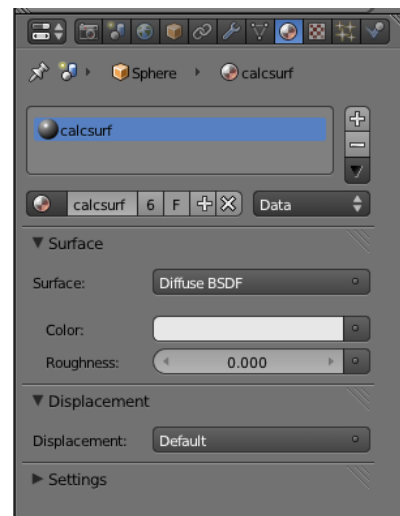 Sphere calcsurf
calcsurf
calcsurf 6 F Data
Surface
Surface: Diffuse BSDF
Color:
Roughness: 0.000
Displacement
Displacement: Default
Settings